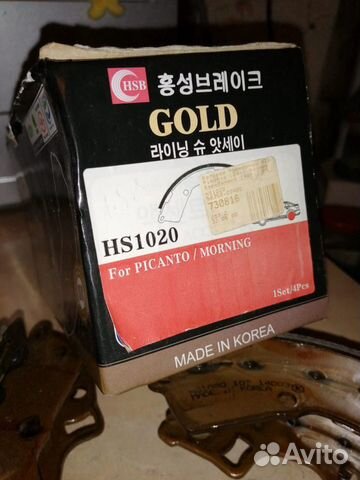 HSB 홍성브레이크
GOLD
라이닝 슈 앗세이
730816
HS1020
For PICANTO / MORNING
1Set/4Pcs
MADE IN KOREA
Avito